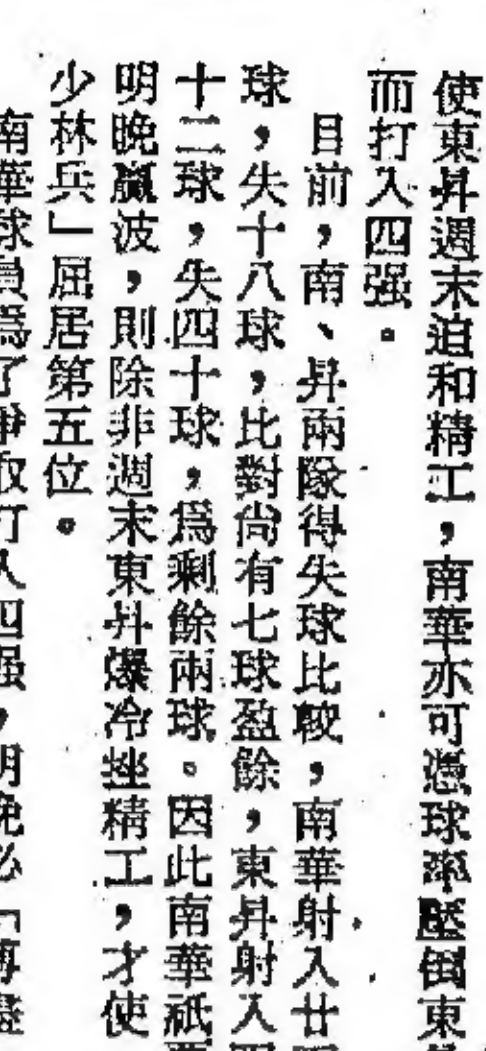 使東昇週末迫和精工，南華亦可憑球率壓倒東
而打入四强。
目前，南、昇兩隊得失球比較，南華射入廿
球，失十八球，比對尙有七球盈餘，東昇射入
十二球，失四十球，爲剩餘兩球。因此南華祇
明晚贏波，則除非週末東昇爆冷挫精工，才使
少林兵」屈居第五位。
南華球員爲了爭取打入四强，明晚必「